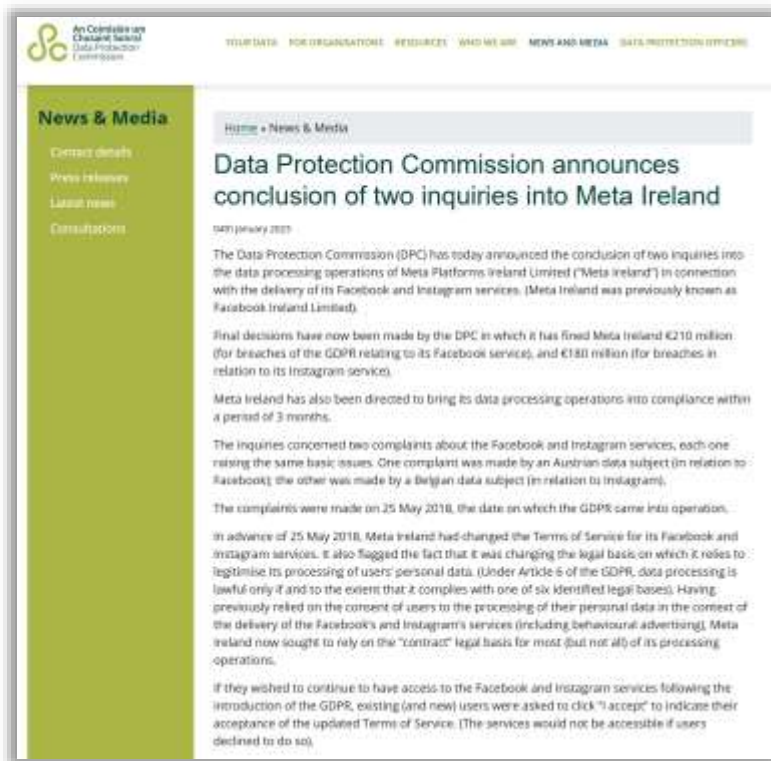 An Coimisiún um
Chosaint Sonraí
Data Protection
Commission
YOUR DATA FOR ORGANISATIONS RESOURCES WHO WE ARE NEWS AND MEDIA DATA PROTECTION OFFICERS
News & Media
Contact details
Press releases
Latest news
Consultations
Home » News & Media
Data Protection Commission announces
conclusion of two inquiries into Meta Ireland
04th January 2023
The Data Protection Commission (DPC) has today announced the conclusion of two inquiries into
the data processing operations of Meta Platforms Ireland Limited ("Meta Ireland") in connection
with the delivery of its Facebook and Instagram services. (Meta Ireland was previously known as
Facebook Ireland Limited).
Final decisions have now been made by the DPC in which it has fined Meta Ireland €210 million
(for breaches of the GDPR relating to its Facebook service), and €180 million (for breaches in
relation to its Instagram service).
Meta Ireland has also been directed to bring its data processing operations into compliance within
a period of 3 months.
The inquiries concerned two complaints about the Facebook and Instagram services, each one
raising the same basic issues. One complaint was made by an Austrian data subject (in relation to
Facebook); the other was made by a Belgian data subject (in relation to Instagram).
The complaints were made on 25 May 2018, the date on which the GDPR came into operation.
In advance of 25 May 2018, Meta Ireland had changed the Terms of Service for its Facebook and
Instagram services. It also flagged the fact that it was changing the legal basis on which it relies to
legitimise its processing of users' personal data. (Under Article 6 of the GDPR, data processing is
lawful only if and to the extent that it complies with one of six identified legal bases). Having
previously relied on the consent of users to the processing of their personal data in the context of
the delivery of the Facebook's and Instagram's services (including behavioural advertising), Meta
Ireland now sought to rely on the "contract" legal basis for most (but not all) of its processing
operations.
If they wished to continue to have access to the Facebook and Instagram services following the
introduction of the GDPR, existing (and new) users were asked to click "I accept" to indicate their
acceptance of the updated Terms of Service. (The services would not be accessible if users
declined to do so).